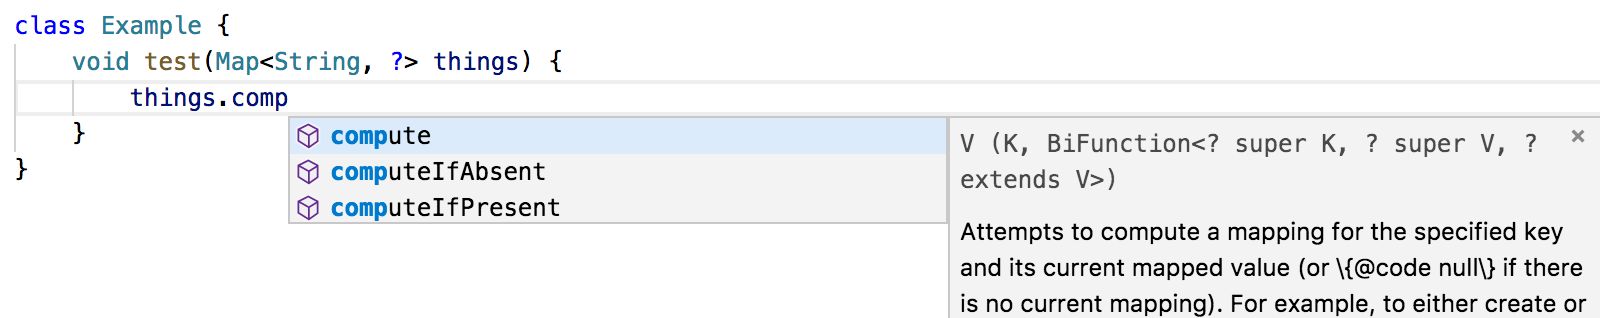 class Example {
void test(Map<String, ?> things) {
things.comp
}
}
compute
computeIfAbsent
computeIfPresent
V (K, BiFunction<? super K, ? super V, ?
extends V>)
×
Attempts to compute a mapping for the specified key
and its current mapped value (or \{@code null\} if there
is no current mapping). For example, to either create or